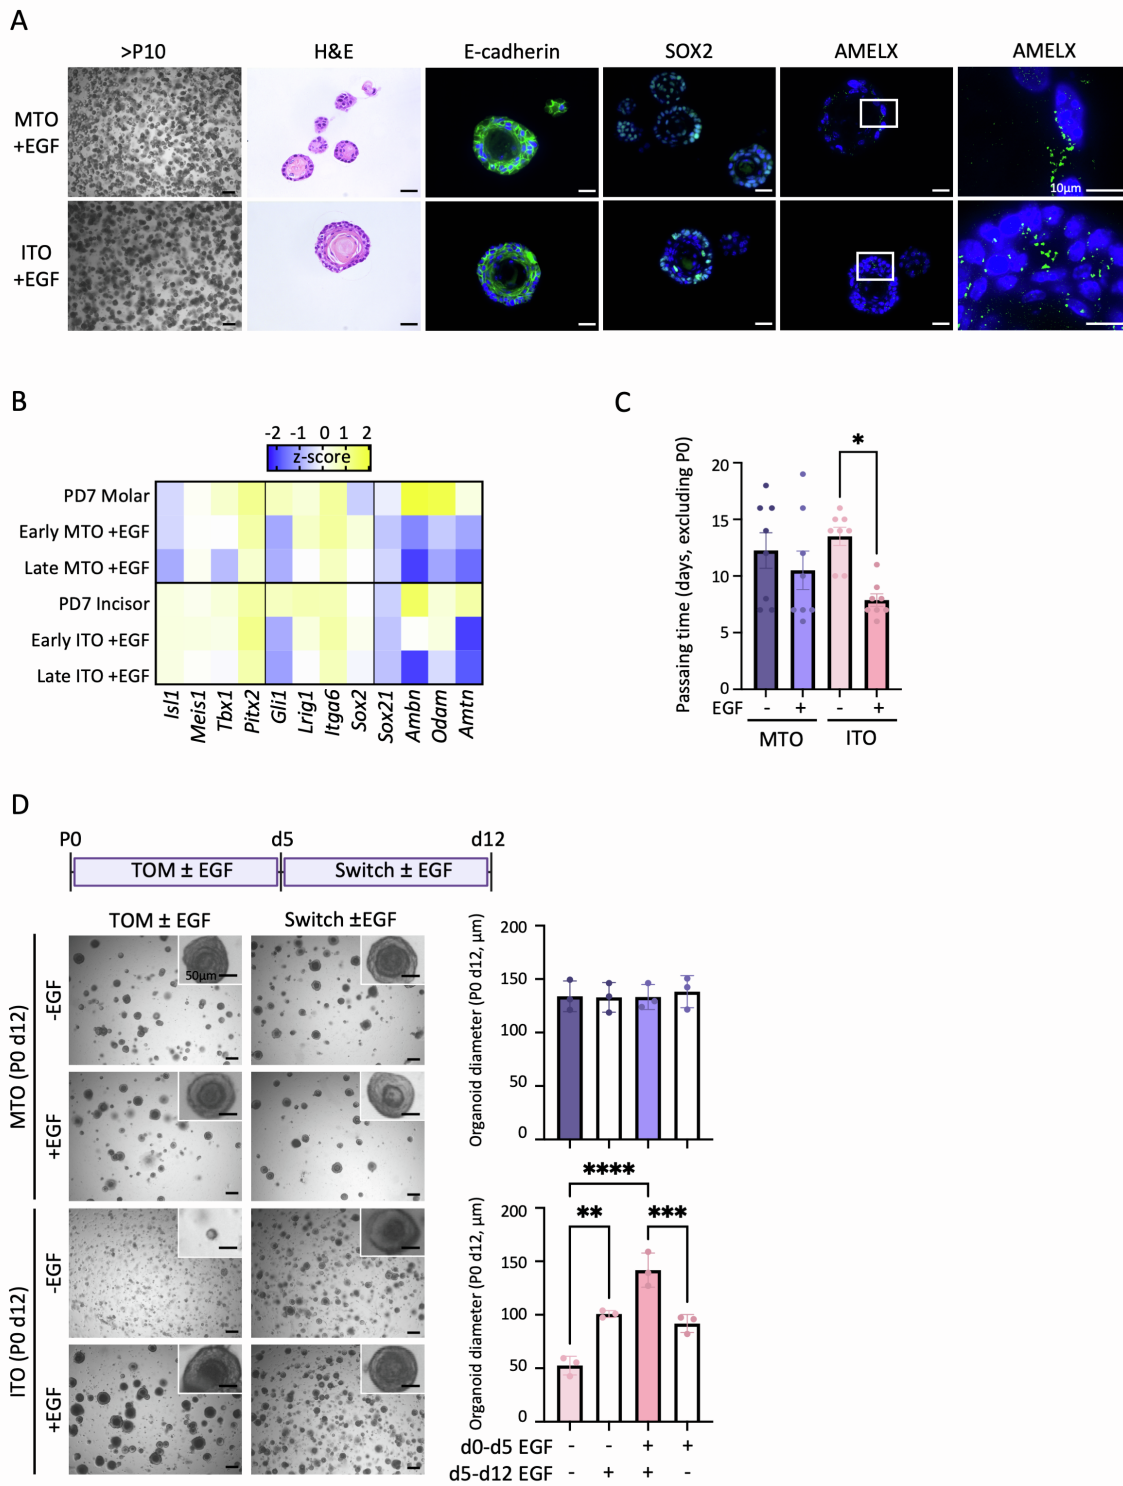 A
>P10 H&E E-cadherin SOX2 AMELX AMELX
MTO
+EGF
10µm
ITO
+EGF
B
-2 -1 0 1 2
z-score
PD7 Molar
Early MTO +EGF
Late MTO +EGF
PD7 Incisor
Early ITO +EGF
Late ITO +EGF
Isl1 Meis1 Tbx1 Pitx2 Gli1 Lrig1 Itga6 Sox2 Sox21 Ambn Odam Amtn
C
Passaing time (days, excluding P0)
20
15
10
5
0
*
EGF - + - +
MTO ITO
D
P0 d5 d12
TOM ± EGF Switch ± EGF
TOM ± EGF Switch ±EGF
MTO (P0 d12)
-EGF
50µm
+EGF
ITO (P0 d12)
-EGF
+EGF
Organoid diameter (P0 d12, µm)
200
150
100
50
0
Organoid diameter (P0 d12, µm)
200
150
100
50
0
****
** ***
d0-d5 EGF - - + +
d5-d12 EGF - + + -